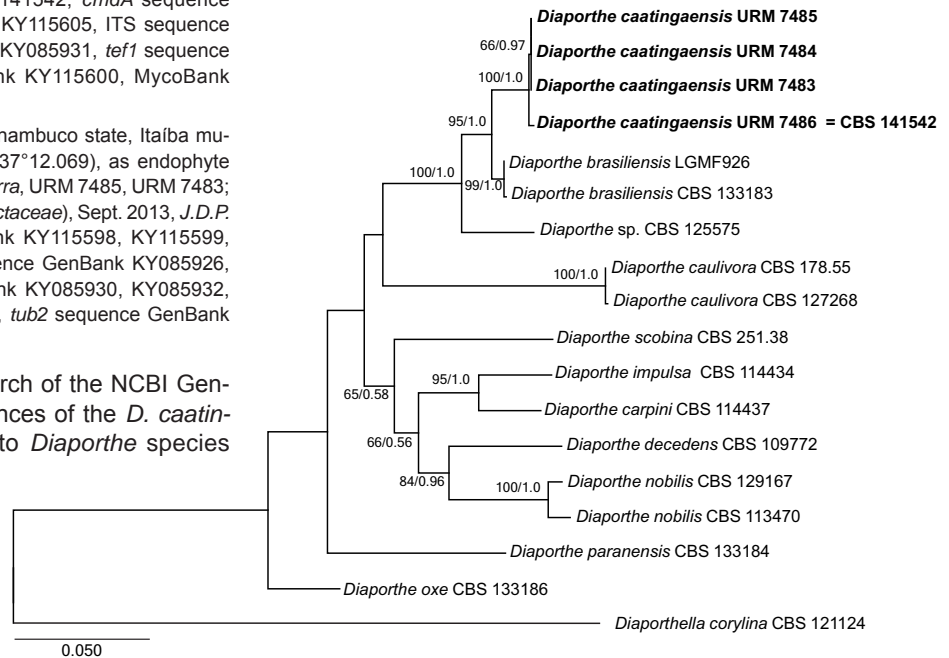 141542, cmdA sequence
KY115605, ITS sequence
KY085931, tef1 sequence
nk KY115600, MycoBank
nambuco state, Itaíba mu-
37°12.069), as endophyte
rra, URM 7485, URM 7483;
ctaceae), Sept. 2013, J.D.P.
nk KY115598, KY115599,
ence GenBank KY085926,
nk KY085930, KY085932,
, tub2 sequence GenBank
rch of the NCBI Gen-
nces of the D. caatin-
to Diaporthe species
Diaporthe caatingaensis URM 7485
66/0.97
Diaporthe caatingaensis URM 7484
100/1.0
Diaporthe caatingaensis URM 7483
95/1.0
Diaporthe caatingaensis URM 7486 = CBS 141542
Diaporthe brasiliensis LGMF926
100/1.0
99/1.0
Diaporthe brasiliensis CBS 133183
Diaporthe sp. CBS 125575
Diaporthe caulivora CBS 178.55
100/1.0
Diaporthe caulivora CBS 127268
Diaporthe scobina CBS 251.38
Diaporthe impulsa CBS 114434
95/1.0
65/0.58
Diaporthe carpini CBS 114437
66/0.56
Diaporthe decedens CBS 109772
84/0.96
Diaporthe nobilis CBS 129167
100/1.0
Diaporthe nobilis CBS 113470
Diaporthe paranensis CBS 133184
Diaporthe oxe CBS 133186
Diaporthella corylina CBS 121124
0.050